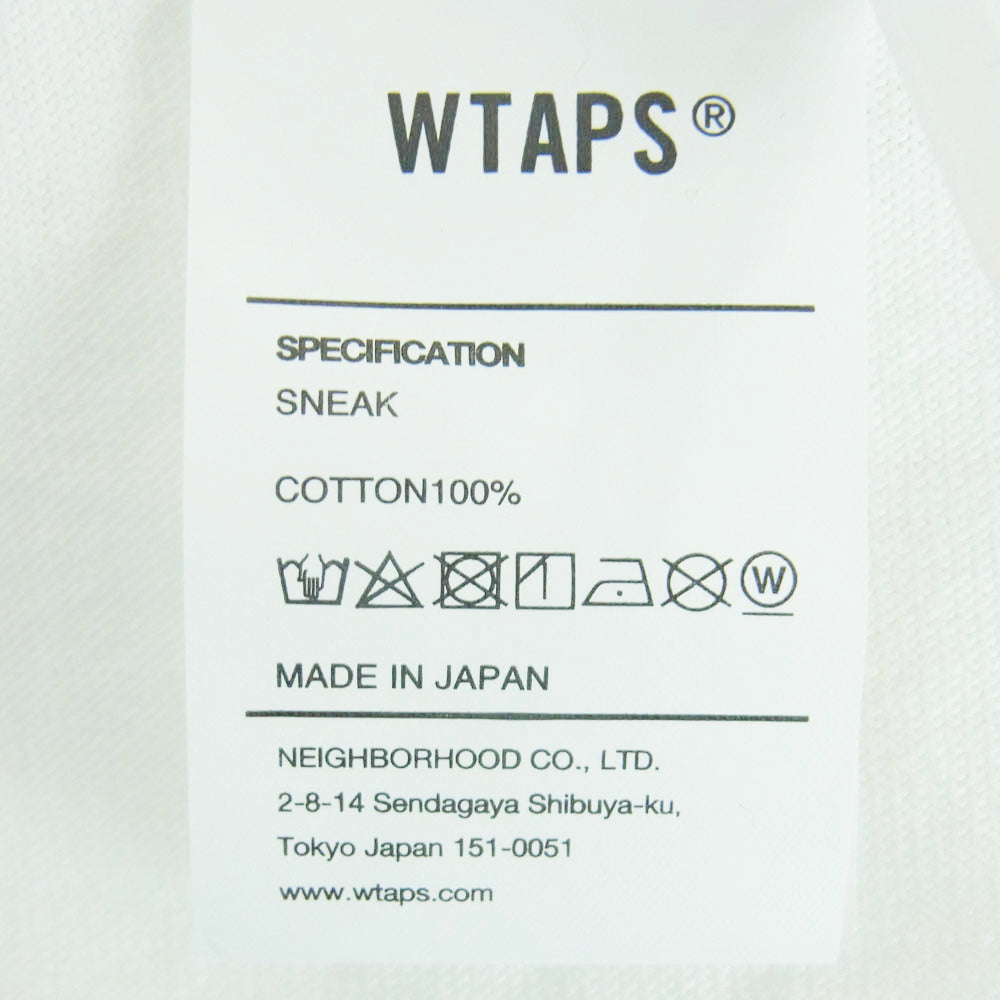 WTAPS®
SPECIFICATION
SNEAK
COTTON100%
W
MADE IN JAPAN
NEIGHBORHOOD CO., LTD.
2-8-14 Sendagaya Shibuya-ku,
Tokyo Japan 151-0051
www.wtaps.com